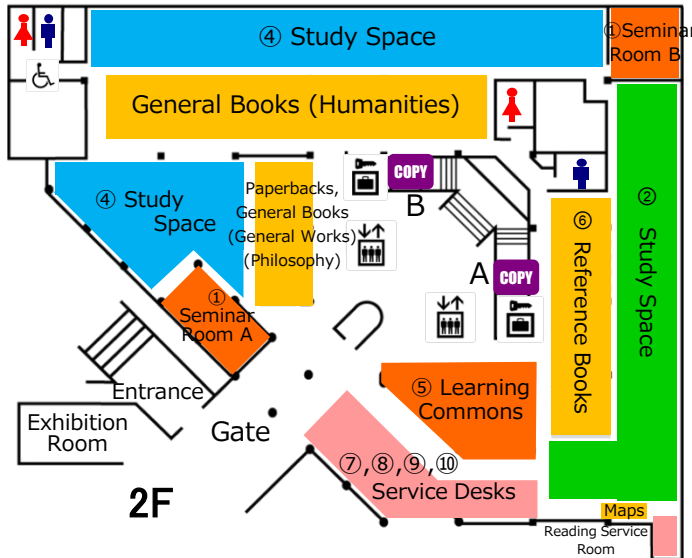 ④ Study Space
①Seminar
Room B
General Books (Humanities)
④ Study
Space
Paperbacks,
General Books
(General Works)
(Philosophy)
COPY
B
A
COPY
⑥ Reference Books
② Study Space
①
Seminar
Room A
Entrance
⑤ Learning
Commons
Exhibition
Room
Gate
⑦,⑧,⑨,⑩
Service Desks
2F
Maps
Reading Service
Room